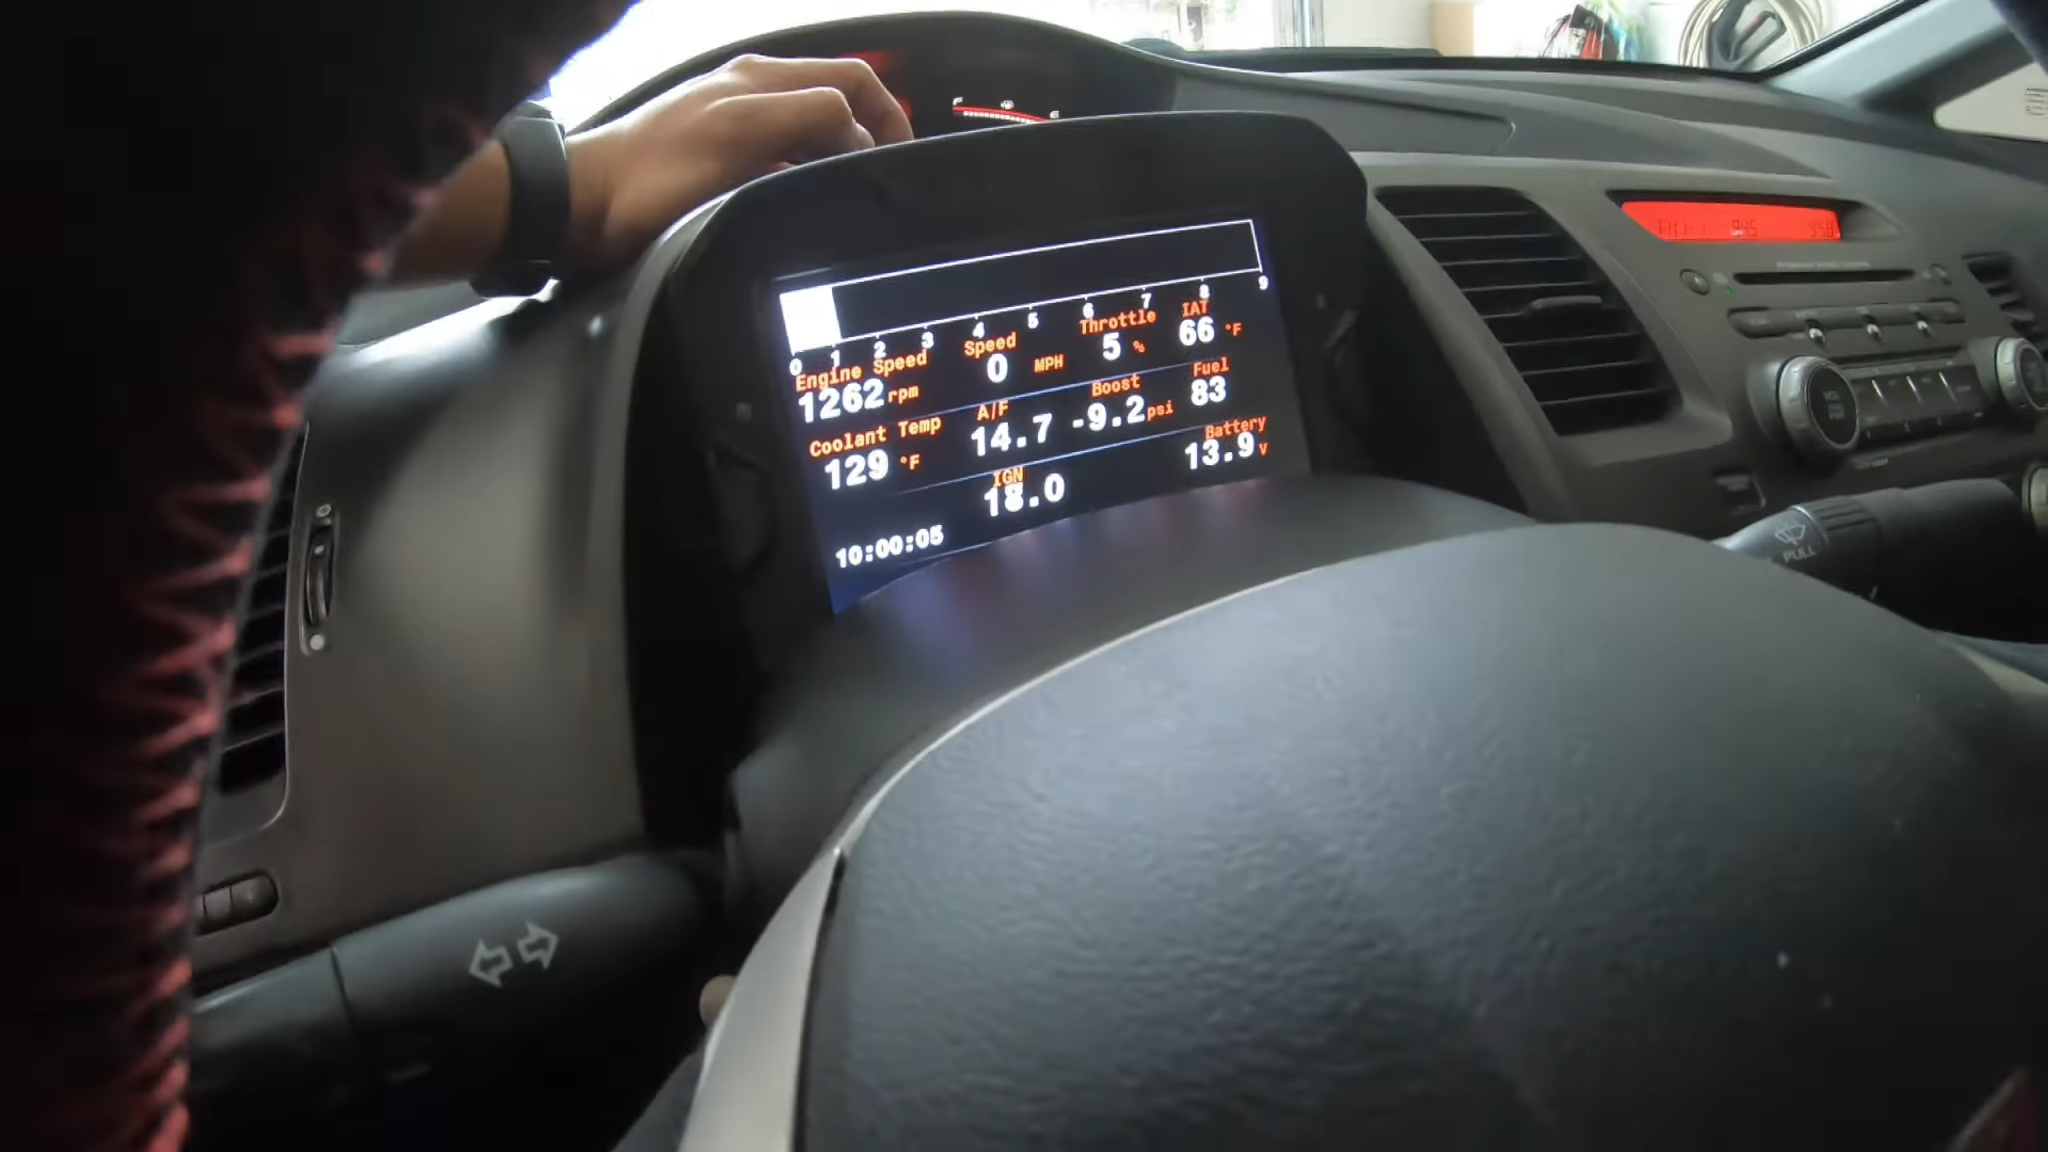 F E
0 1 2 3 4 5 6 7 8 9
Engine Speed Speed Throttle IAT
1262 rpm 0 MPH 5 % 66 °F
Coolant Temp A/F Boost Fuel
129 °F 14.7 -9.2 psi 83
IGN Battery
18.0 13.9 V
10:00:05
945
PULL